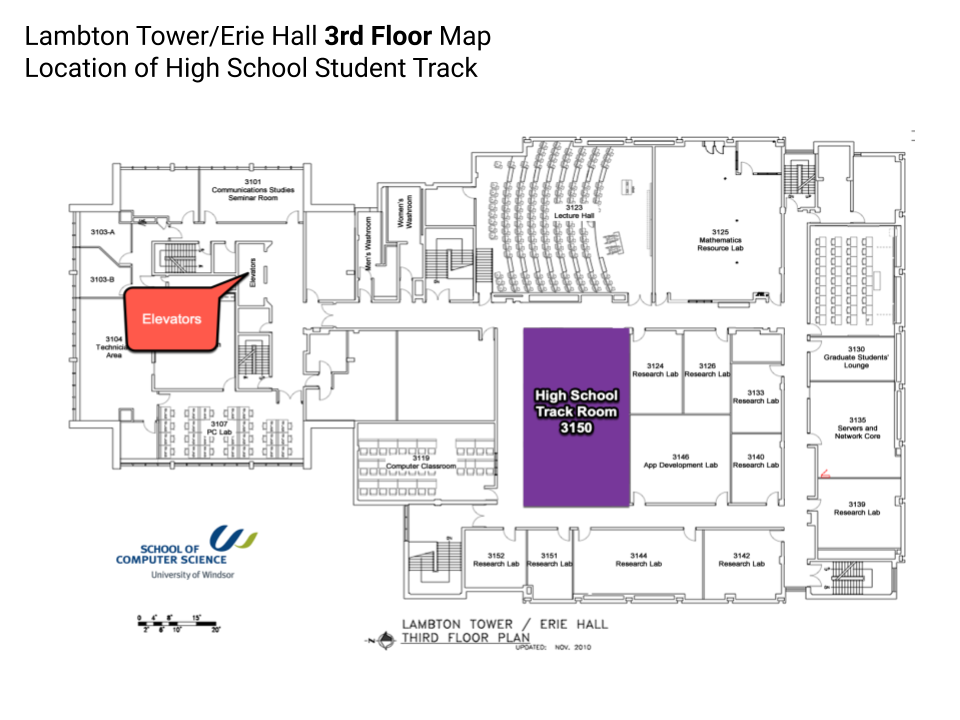 Lambton Tower/Erie Hall 3rd Floor Map
Location of High School Student Track
3101
Communications Studies
Seminar Room
3103-A
3103-B
Elevators
Elevators
3104
Technicia
Area
3107
PC Lab
Men's Washroom
Women's
Washroom
3123
Lecture Hall
3125
Mathematics
Resource Lab
3119
Computer Classroom
High School
Track Room
3150
3124
Research Lab
3126
Research Lab
3133
Research Lab
3146
App Development Lab
3140
Research Lab
3130
Graduate Students'
Lounge
3135
Servers and
Network Core
3139
Research Lab
3152
Research Lab
3151
Research Lab
3144
Research Lab
3142
Research Lab
SCHOOL OF
COMPUTER SCIENCE
University of Windsor
0 4' 8' 15'
2' 6' 10' 20'
N
LAMBTON TOWER / ERIE HALL
THIRD FLOOR PLAN
UPDATED: NOV. 2010